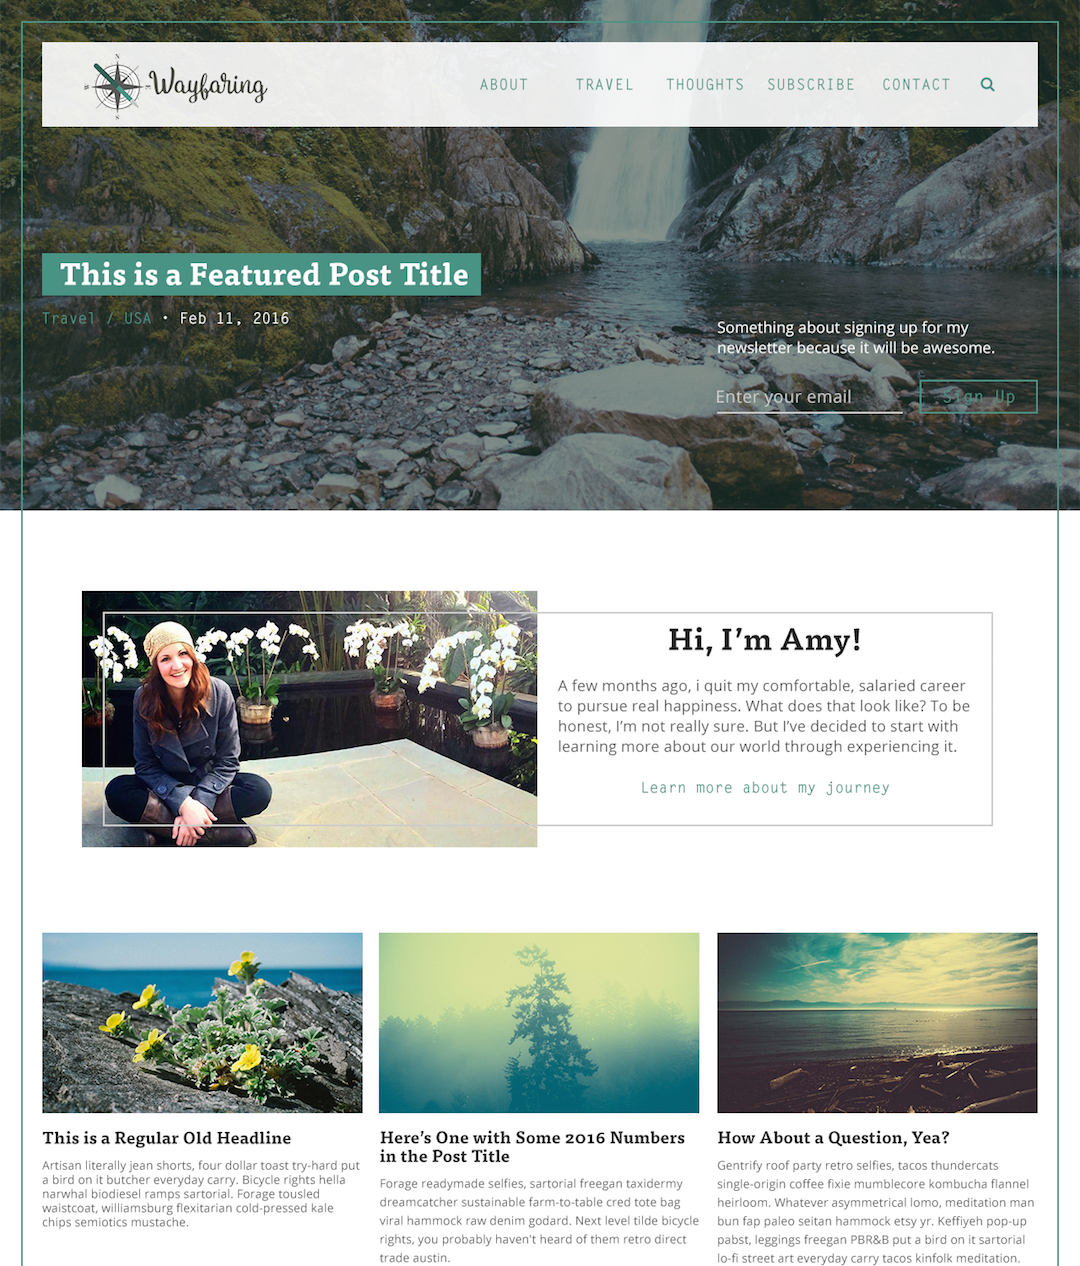 Wayfaring
ABOUT TRAVEL THOUGHTS SUBSCRIBE CONTACT
This is a Featured Post Title
Travel / USA • Feb 11, 2016
Something about signing up for my
newsletter because it will be awesome.
Enter your email
Sign Up
Hi, I’m Amy!
A few months ago, i quit my comfortable, salaried career
to pursue real happiness. What does that look like? To be
honest, I’m not really sure. But I’ve decided to start with
learning more about our world through experiencing it.
Learn more about my journey
This is a Regular Old Headline
Artisan literally jean shorts, four dollar toast try-hard put
a bird on it butcher everyday carry. Bicycle rights hella
narwhal biodiesel ramps sartorial. Forage tousled
waistcoat, williamsburg flexitarian cold-pressed kale
chips semiotics mustache.
Here’s One with Some 2016 Numbers
in the Post Title
Forage readymade selfies, sartorial freegan taxidermy
dreamcatcher sustainable farm-to-table cred tote bag
viral hammock raw denim godard. Next level tilde bicycle
rights, you probably haven't heard of them retro direct
trade austin.
How About a Question, Yea?
Gentrify roof party retro selfies, tacos thundercats
single-origin coffee fixie mumblecore kombucha flannel
heirloom. Whatever asymmetrical lomo, meditation man
bun fap paleo seitan hammock etsy yr. Keffiyeh pop-up
pabst, leggings freegan PBR&B put a bird on it sartorial
lo-fi street art everyday carry tacos kinfolk meditation.